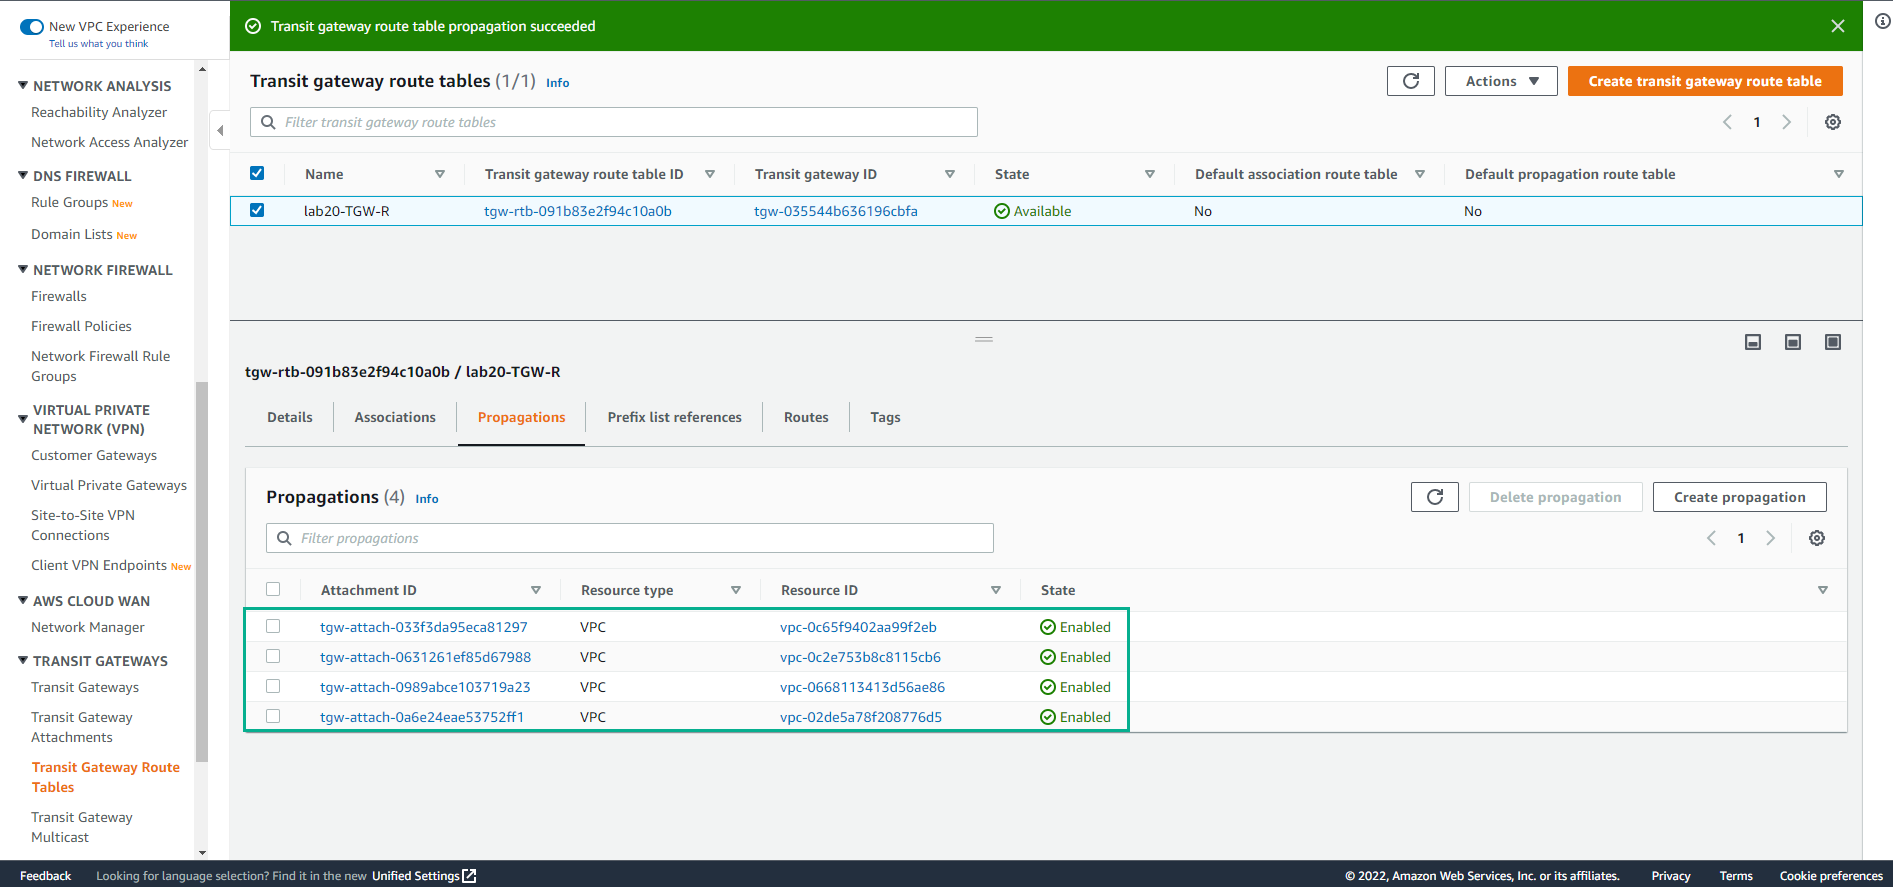 New VPC Experience
Tell us what you think
NETWORK ANALYSIS
Reachability Analyzer
Network Access Analyzer
DNS FIREWALL
Rule Groups New
Domain Lists New
NETWORK FIREWALL
Firewalls
Firewall Policies
Network Firewall Rule
Groups
VIRTUAL PRIVATE
NETWORK (VPN)
Customer Gateways
Virtual Private Gateways
Site-to-Site VPN
Connections
Client VPN Endpoints New
AWS CLOUD WAN
Network Manager
TRANSIT GATEWAYS
Transit Gateways
Transit Gateway
Attachments
Transit Gateway Route
Tables
Transit Gateway
Multicast
Transit gateway route table propagation succeeded
Transit gateway route tables (1/1) Info
Actions
Create transit gateway route table
Filter transit gateway route tables
1
Name Transit gateway route table ID Transit gateway ID State Default association route table Default propagation route table
lab20-TGW-R tgw-rtb-091b83e2f94c10a0b tgw-035544b636196cbfa Available No No
tgw-rtb-091b83e2f94c10a0b / lab20-TGW-R
Details Associations Propagations Prefix list references Routes Tags
Propagations (4) Info
Delete propagation Create propagation
Filter propagations
1
Attachment ID Resource type Resource ID State
tgw-attach-033f3da95eca81297 VPC vpc-0c65f9402aa99f2eb Enabled
tgw-attach-0631261ef85d67988 VPC vpc-0c2e753b8c8115cb6 Enabled
tgw-attach-0989abce103719a23 VPC vpc-0668113413d56ae86 Enabled
tgw-attach-0a6e24eae53752ff1 VPC vpc-02de5a78f208776d5 Enabled
Feedback Looking for language selection? Find it in the new Unified Settings © 2022, Amazon Web Services, Inc. or its affiliates. Privacy Terms Cookie preferences